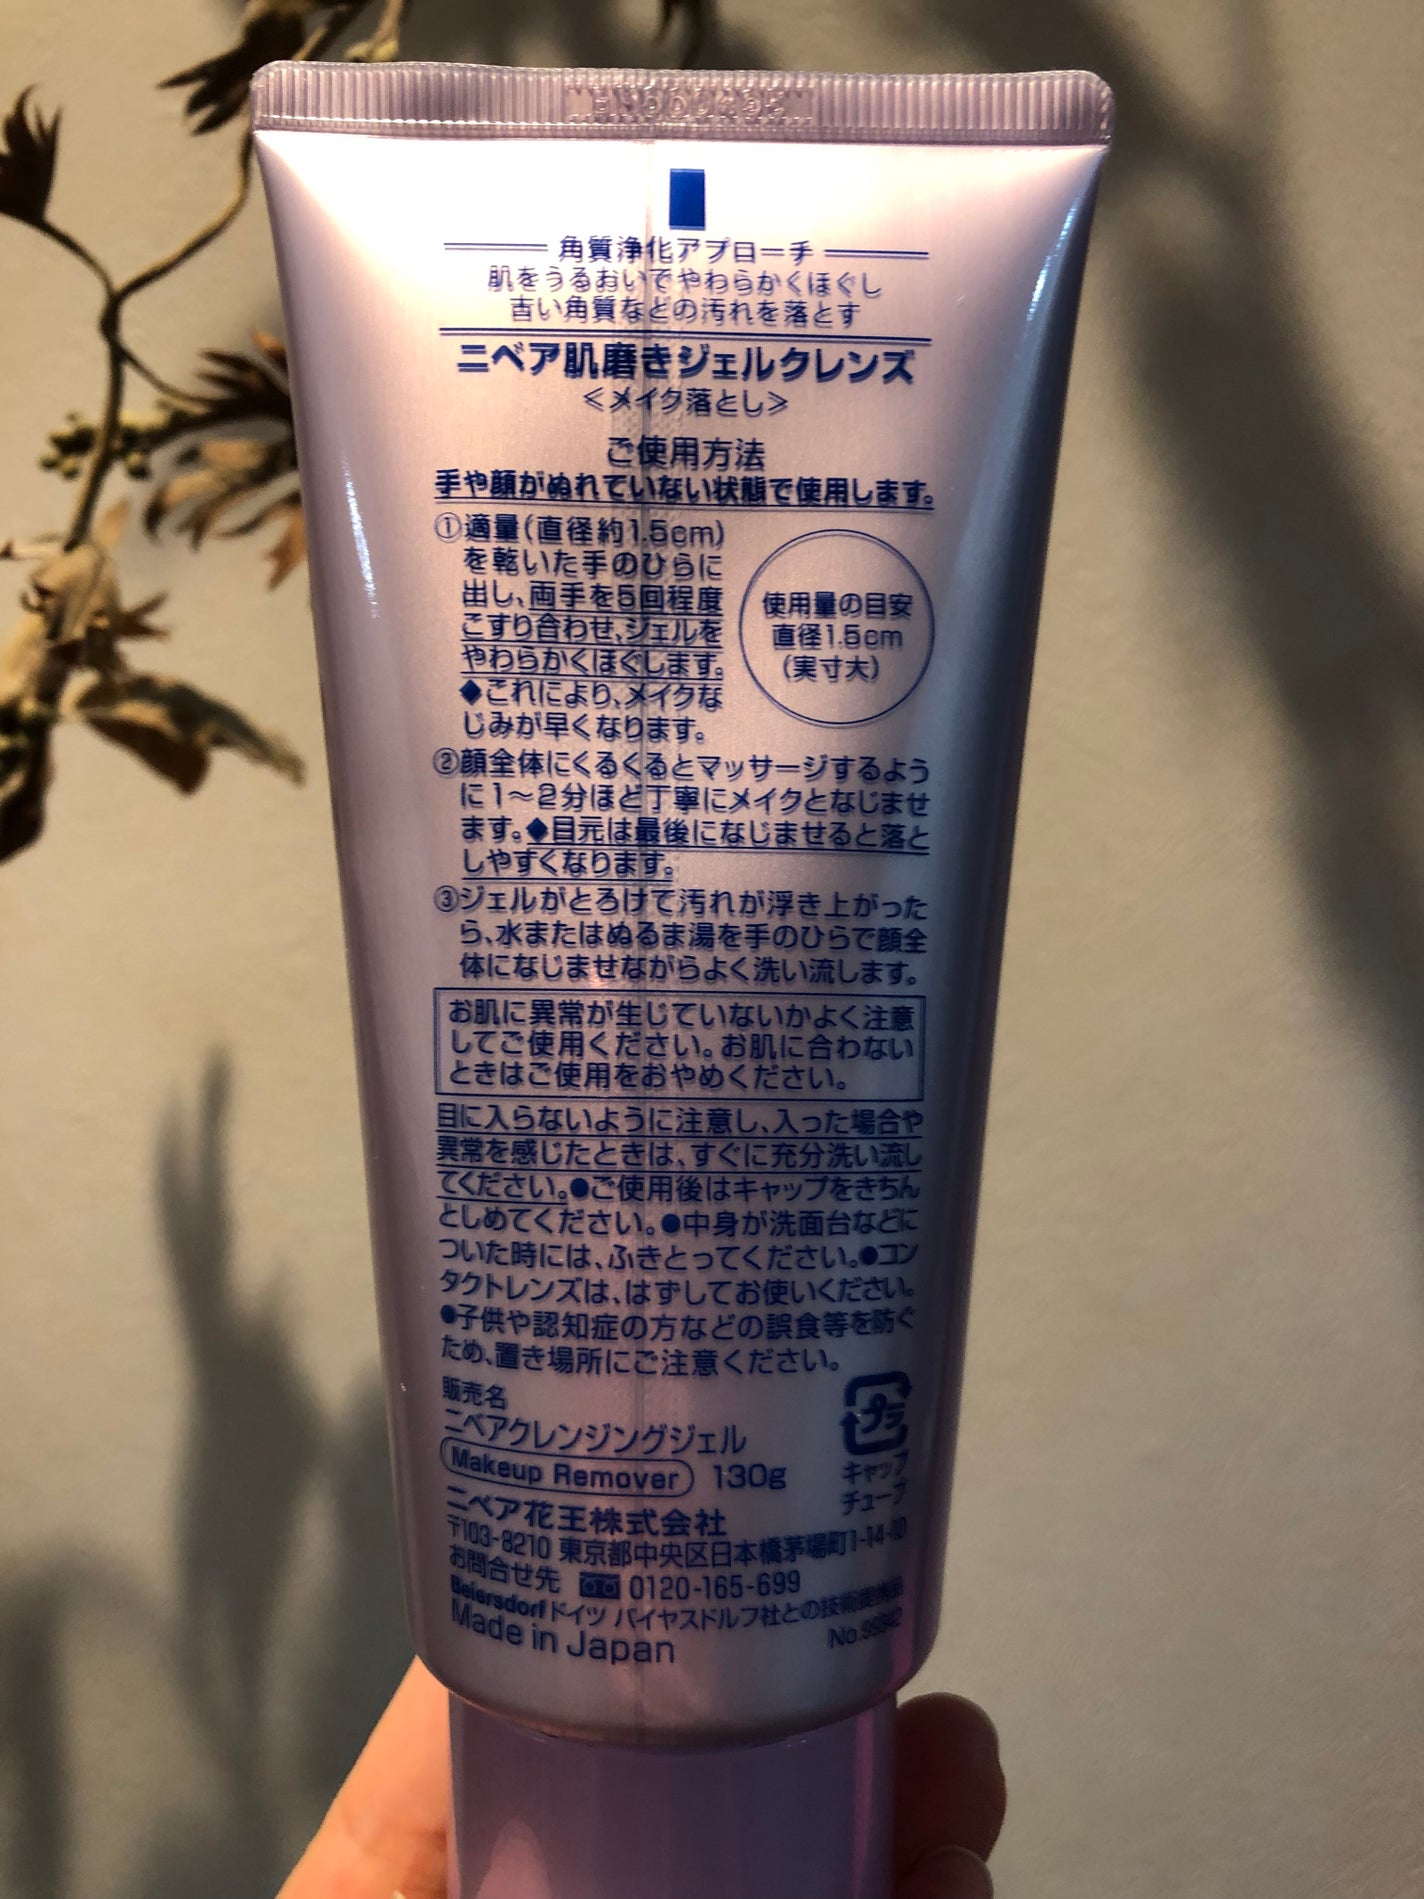 角質浄化アプローチ
肌をうるおいでやわらかくほぐし
古い角質などの汚れを落とす
ニベア肌磨きジェルクレンズ
≪メイク落とし≫
ご使用方法
手や顔がぬれていない状態で使用します。
①適量(直径約1.5cm)
を乾いた手のひらに
出し、両手を5回程度
こすり合わせ、ジェルを
やわらかくほぐします。
◆これにより、メイクな
じみが早くなります。
使用量の目安
直径1.5cm
(実寸大)
②顔全体にくるくるとマッサージするよう
に1〜2分ほど丁寧にメイクとなじませ
ます。◆目元は最後になじませると落と
しやすくなります。
③ジェルがとろけて汚れが浮き上がった
ら、水またはぬるま湯を手のひらで顔全
体になじませながらよく洗い流します。
お肌に異常が生じていないかよく注意
してご使用ください。お肌に合わない
ときはご使用をおやめください。
目に入らないように注意し、入った場合や
異常を感じたときは、すぐに充分洗い流し
てください。●ご使用後はキャップをきちん
としめてください。●中身が洗面台などに
ついた時には、ふきとってください。●コン
タクトレンズは、はずしてお使いください。
●子供や認知症の方などの誤食等を防ぐ
ため、置き場所にご注意ください。
販売名
ニベアクレンジングジェル
Makeup Remover 130g
プラ
キャップ
チューブ
ニベア花王株式会社
〒103-8210 東京都中央区日本橋茅場町1-14-10
お問合せ先 0120-165-699
Beiersdorfドイツ バイヤスドルフ社との技術提携品
Made in Japan